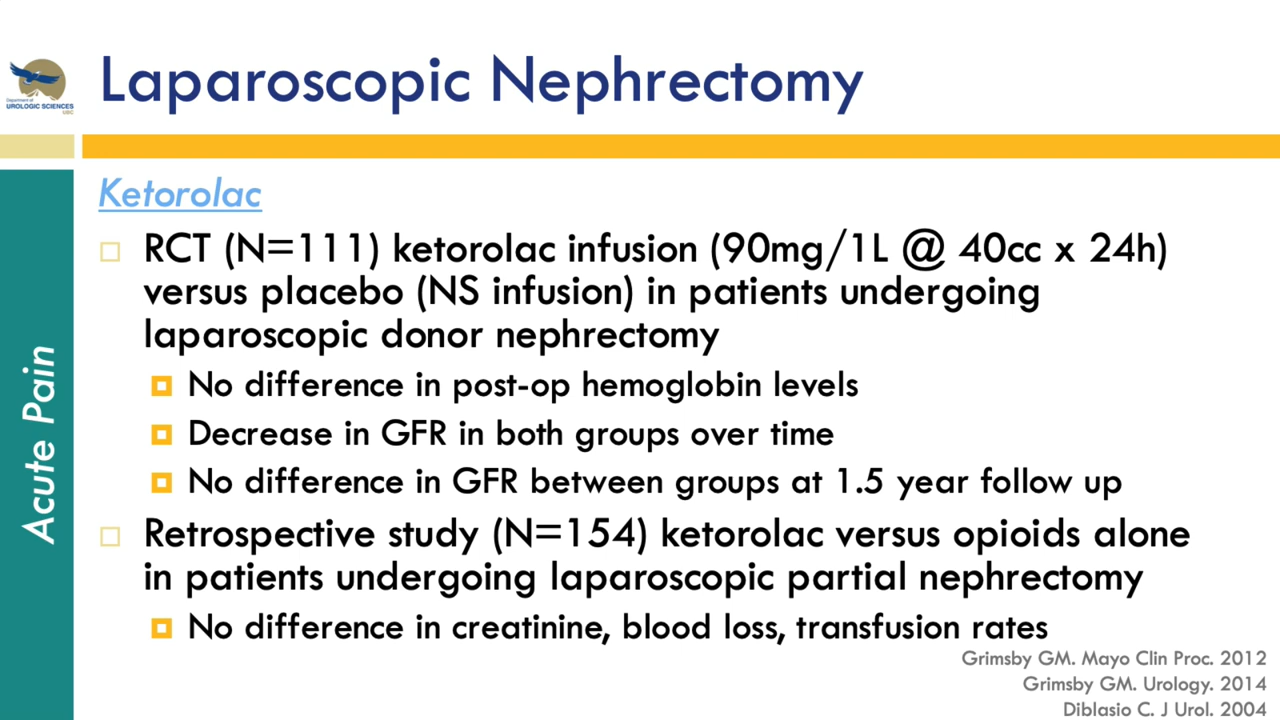 Laparoscopic Nephrectomy
Department of
UROLOGIC SCIENCES
UBC
Acute Pain
Ketorolac
RCT (N=111) ketorolac infusion (90mg/1L @ 40cc x 24h)
versus placebo (NS infusion) in patients undergoing
laparoscopic donor nephrectomy
No difference in post-op hemoglobin levels
Decrease in GFR in both groups over time
No difference in GFR between groups at 1.5 year follow up
Retrospective study (N=154) ketorolac versus opioids alone
in patients undergoing laparoscopic partial nephrectomy
No difference in creatinine, blood loss, transfusion rates
Grimsby GM. Mayo Clin Proc. 2012
Grimsby GM. Urology. 2014
Diblasio C. J Urol. 2004